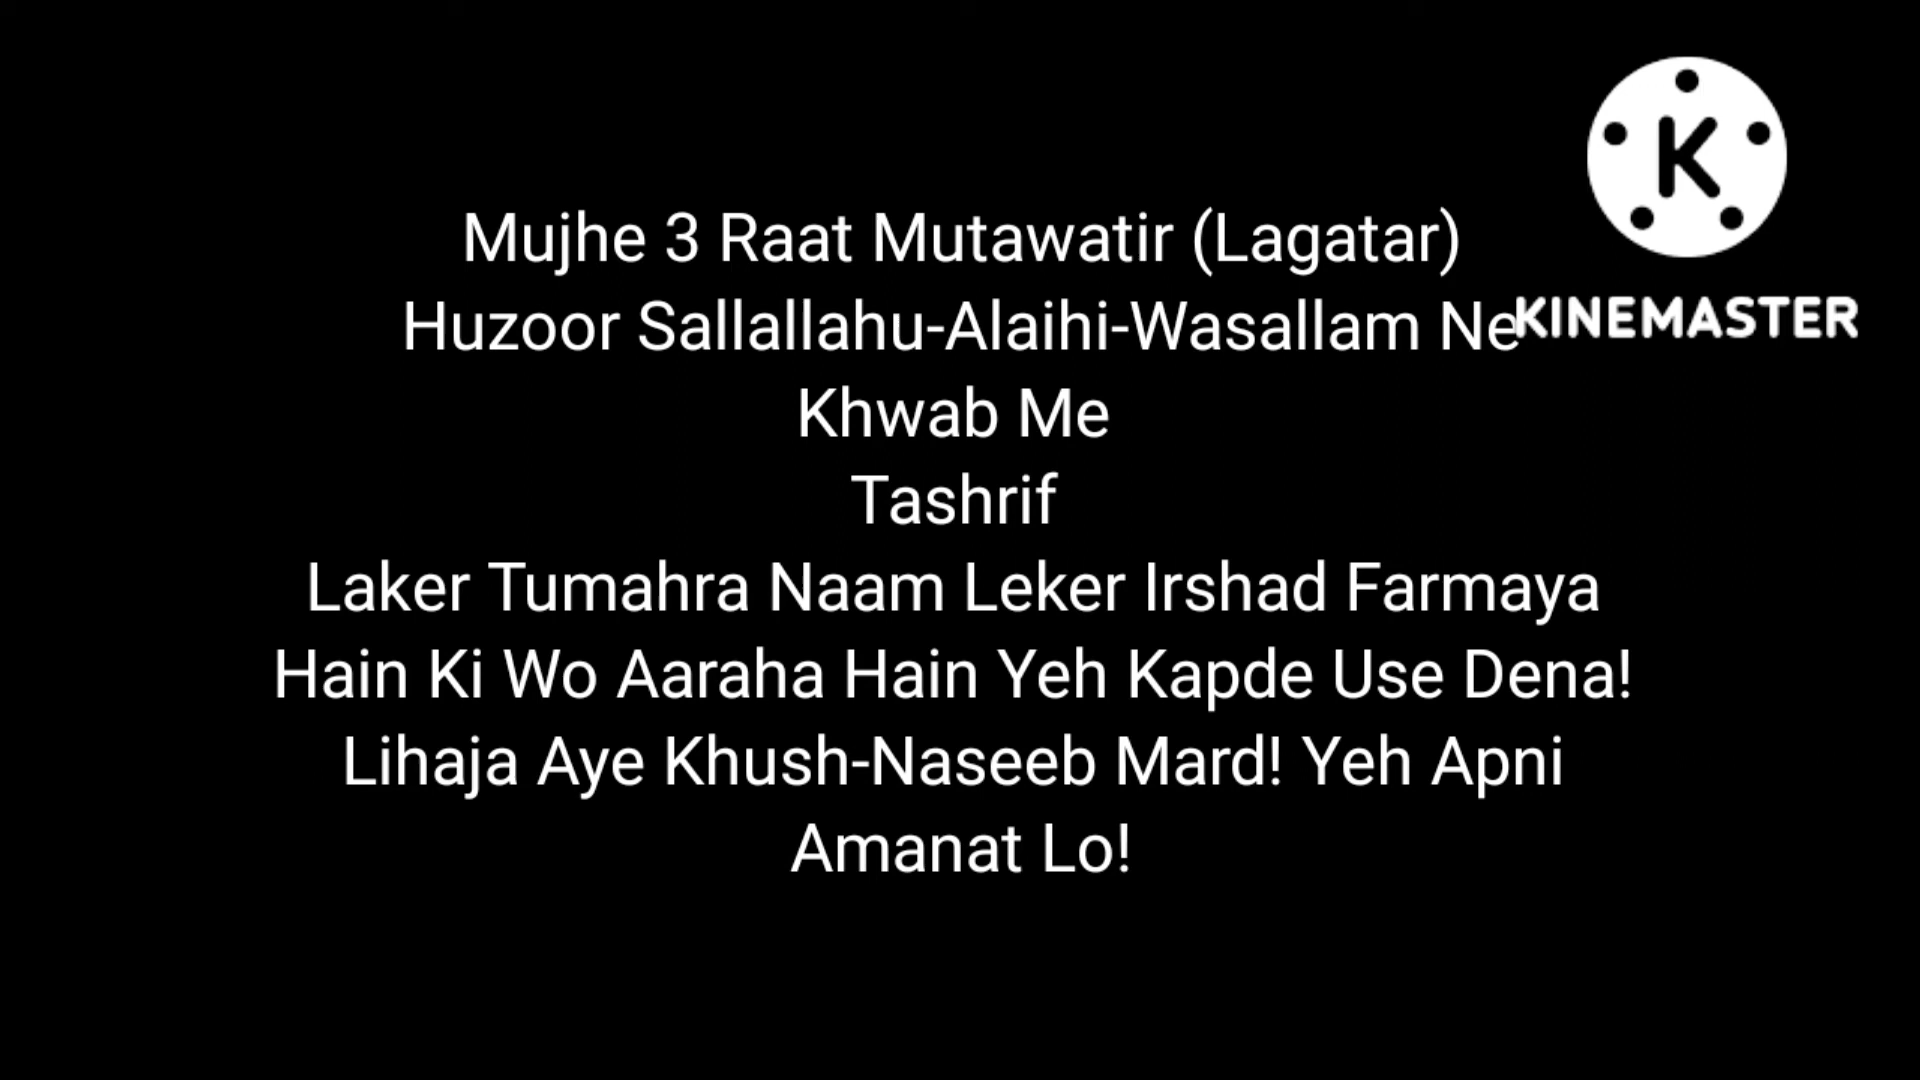 Mujhe 3 Raat Mutawatir (Lagatar)
Huzoor Sallallahu-Alaihi-Wasallam Ne
Khwab Me
Tashrif
Laker Tumahra Naam Leker Irshad Farmaya
Hain Ki Wo Aaraha Hain Yeh Kapde Use Dena!
Lihaja Aye Khush-Naseeb Mard! Yeh Apni
Amanat Lo!
K
KINEMASTER